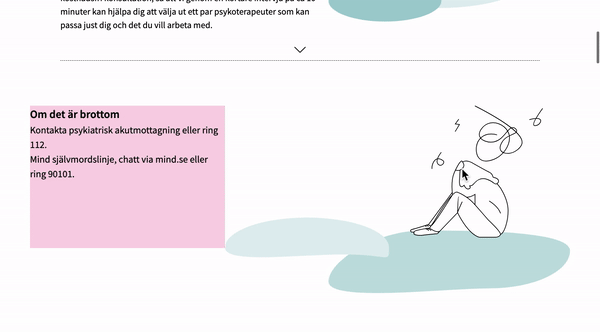 minuter kan hjälpa dig att välja ut ett par psykoterapeuter som kan
passa just dig och det du vill arbeta med.
Om det är brottom
Kontakta psykiatrisk akutmottagning eller ring
112.
Mind självmordslinje, chatt via mind.se eller
ring 90101.